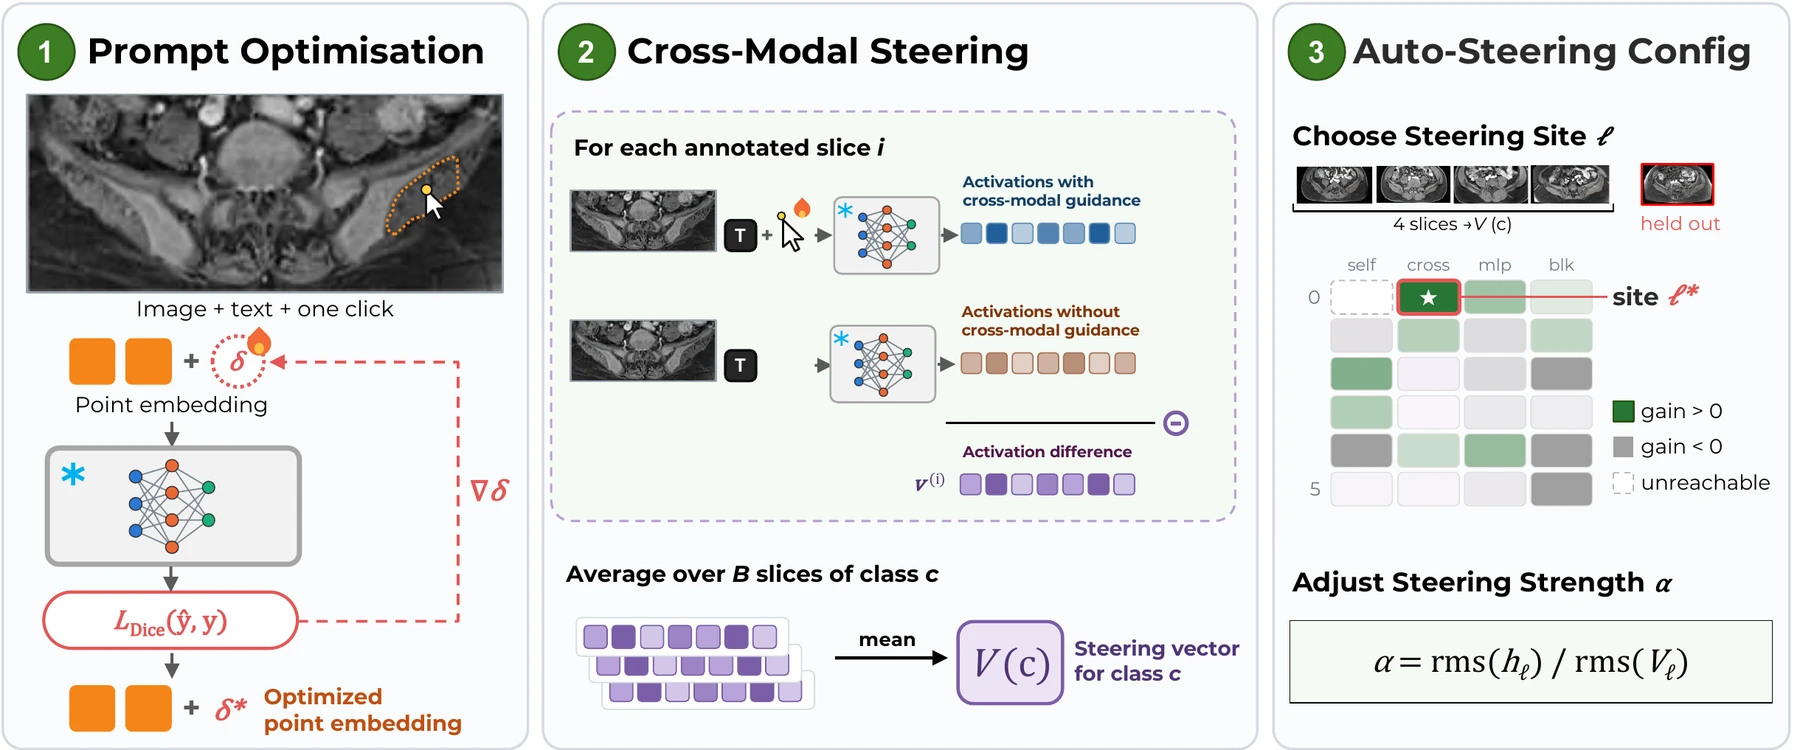 1 Prompt Optimisation
Image + text + one click
+ δ
Point embedding
∇δ
L_Dice(ŷ, y)
+ δ* Optimized
point embedding
2 Cross-Modal Steering
For each annotated slice i
Activations with
cross-modal guidance
T +
Activations without
cross-modal guidance
T
−
Activation difference
v⁽ⁱ⁾
Average over B slices of class c
mean
V(c)
Steering vector
for class c
3 Auto-Steering Config
Choose Steering Site ℓ
4 slices →V (c)
held out
self cross mlp blk
0
★
site ℓ*
gain > 0
gain < 0
unreachable
5
Adjust Steering Strength α
α = rms(h_ℓ) / rms(V_ℓ)